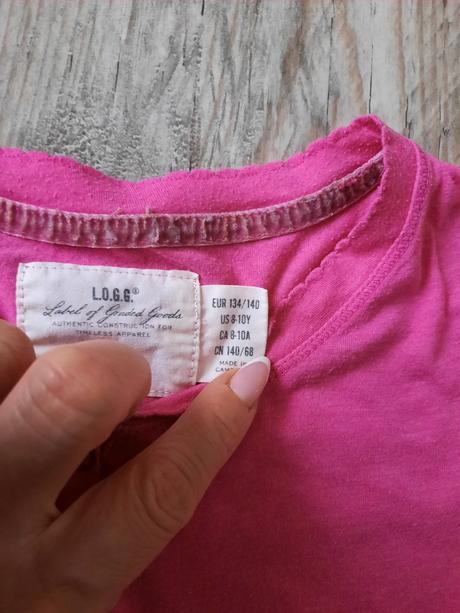 L.O.G.G.®
Label of Graded Goods
AUTHENTIC CONSTRUCTION FOR
TIMELESS APPAREL
EUR 134/140
US 8-10Y
CA 8-10A
CN 140/68
MADE IN